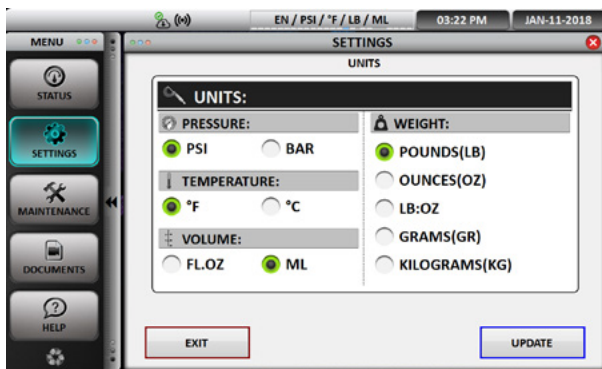 EN / PSI / °F / LB / ML
03:22 PM
JAN-11-2018
MENU
SETTINGS
UNITS
STATUS
SETTINGS
MAINTENANCE
DOCUMENTS
HELP
UNITS:
PRESSURE:
PSI
BAR
TEMPERATURE:
°F
°C
VOLUME:
FL.OZ
ML
WEIGHT:
POUNDS(LB)
OUNCES(OZ)
LB:OZ
GRAMS(GR)
KILOGRAMS(KG)
EXIT
UPDATE